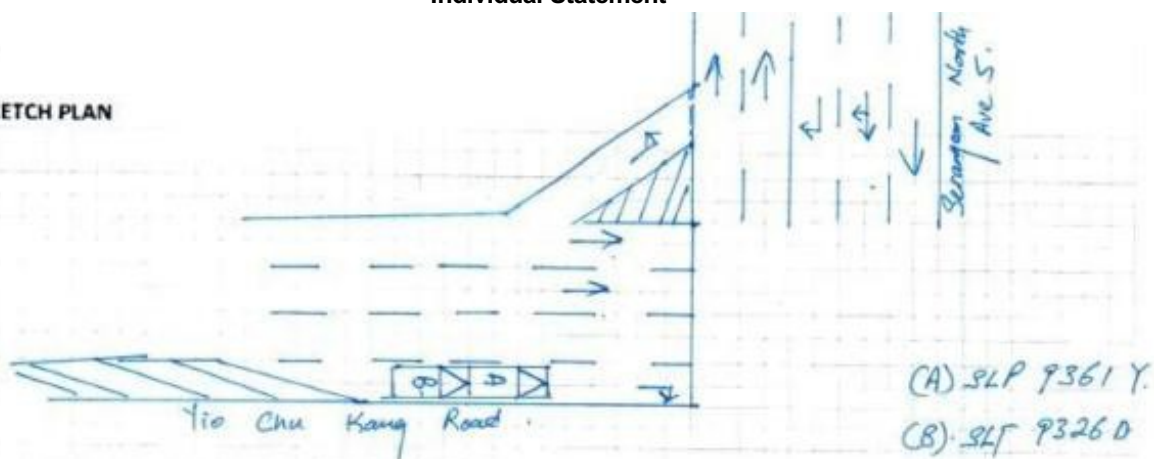 Individual Statement
ETCH PLAN
Serangoon North
Ave 5.
B A
(A) SLP 9361 Y.
(B). SLT 9326 D
Yio Chu Kang Road.